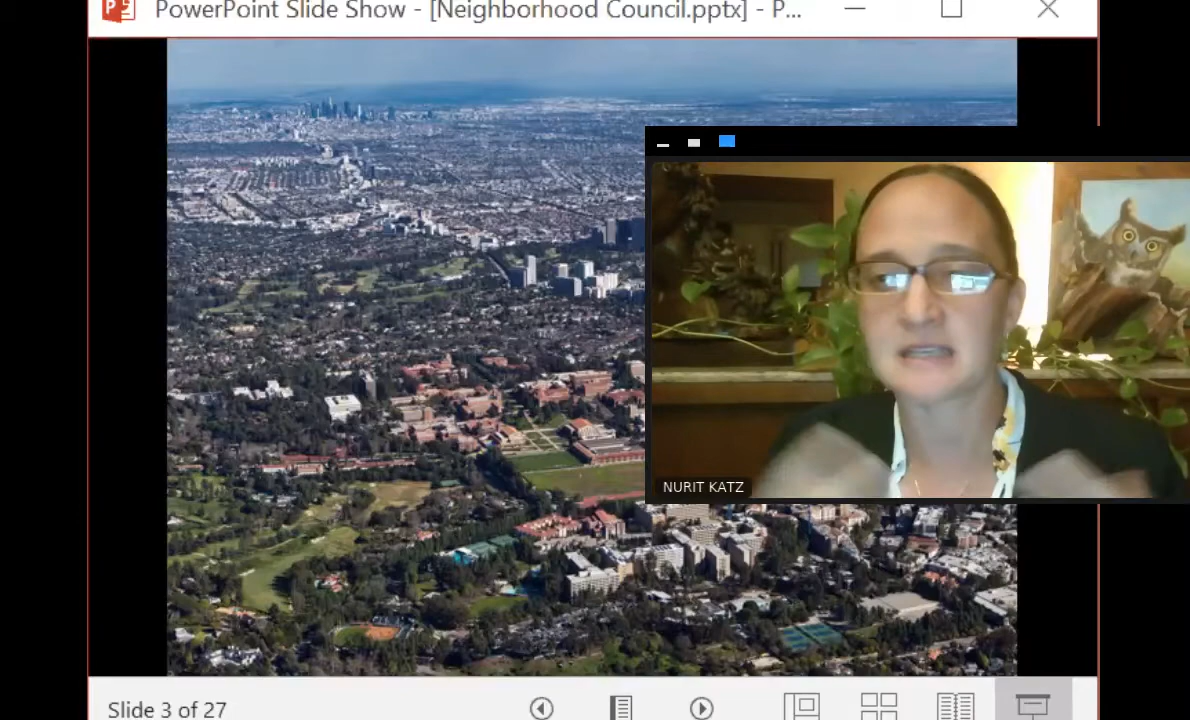 PowerPoint Slide Show - [Neighborhood Council.pptx] - P...
NURIT KATZ
Slide 3 of 27